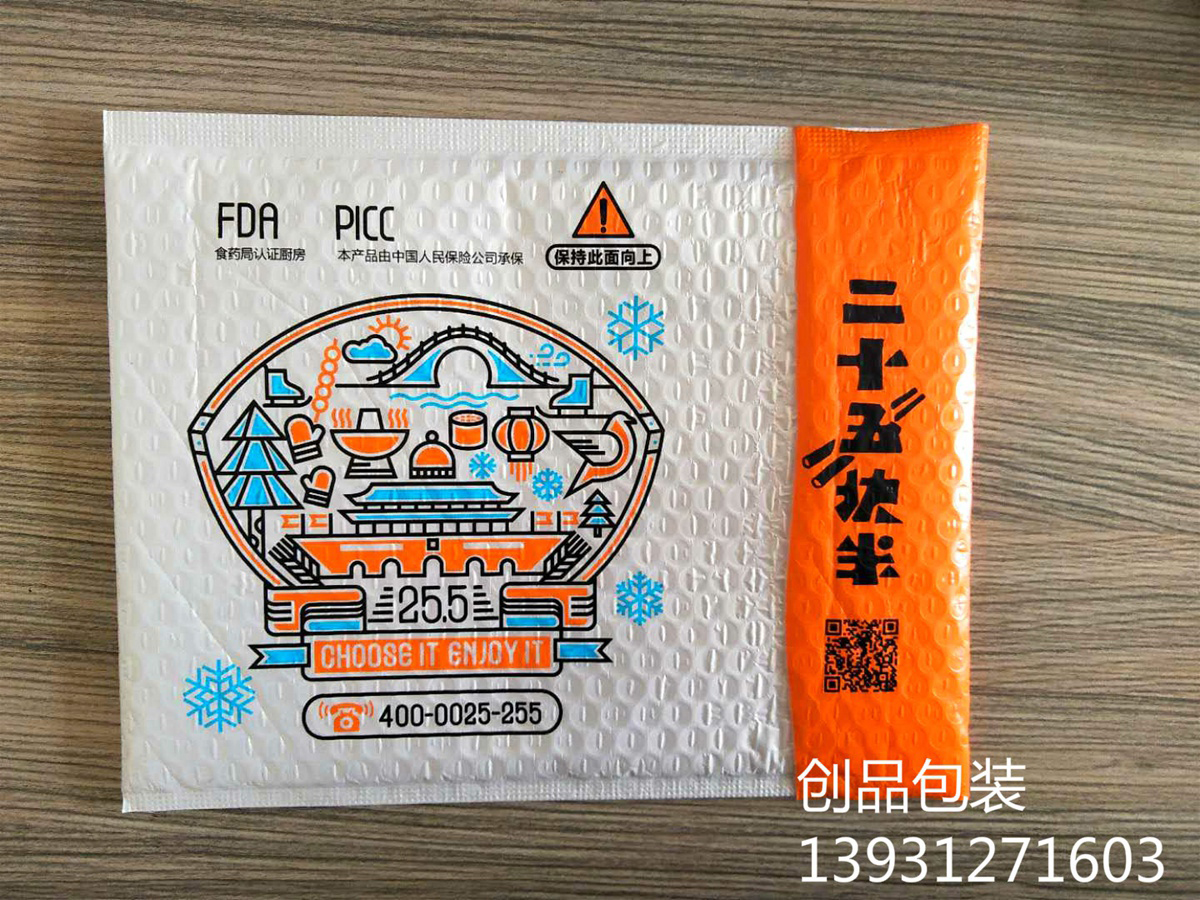 FDA
食药局认证厨房
PICC
本产品由中国人民保险公司承保
!
保持此面向上
25.5
CHOOSE IT ENJOY IT
400-0025-255
二十五块半
创品包装
13931271603